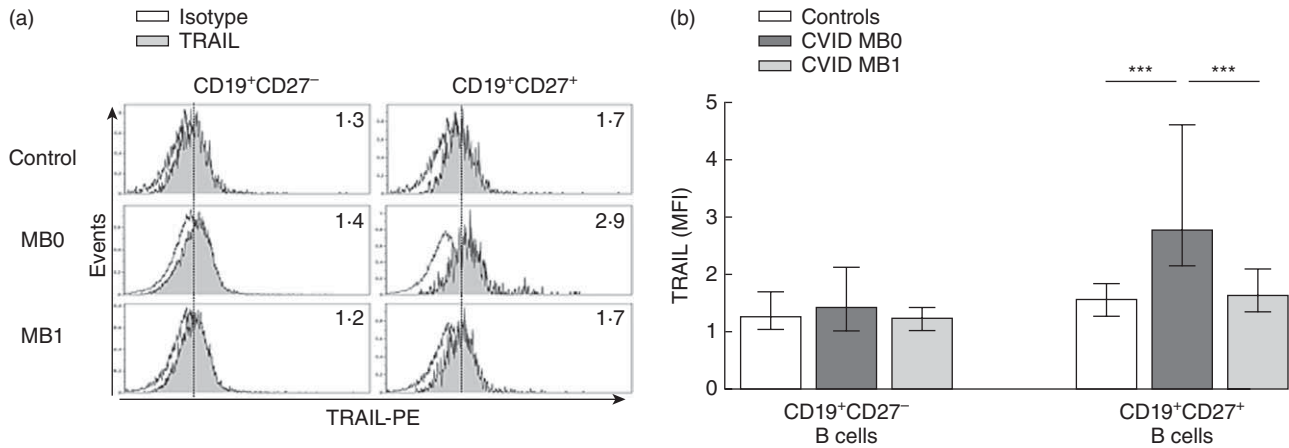 (a)
Isotype
TRAIL
CD19⁺CD27⁻
CD19⁺CD27⁺
Control
1·3
1·7
MB0
1·4
2·9
MB1
1·2
1·7
Events
TRAIL-PE
(b)
Controls
CVID MB0
CVID MB1
***
***
5
4
3
2
1
0
TRAIL (MFI)
CD19⁺CD27⁻
B cells
CD19⁺CD27⁺
B cells